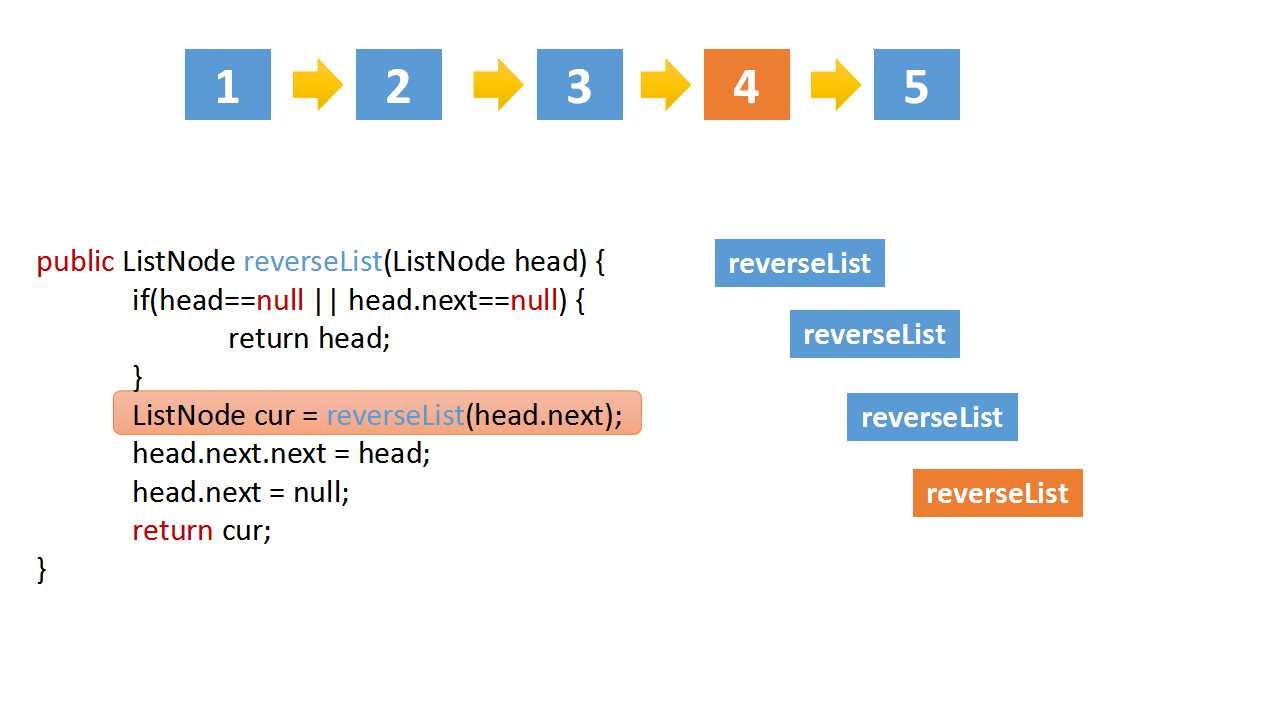 1 2 3 4 5
public ListNode reverseList(ListNode head) {
if(head==null || head.next==null) {
return head;
}
ListNode cur = reverseList(head.next);
head.next.next = head;
head.next = null;
return cur;
}
reverseList
reverseList
reverseList
reverseList